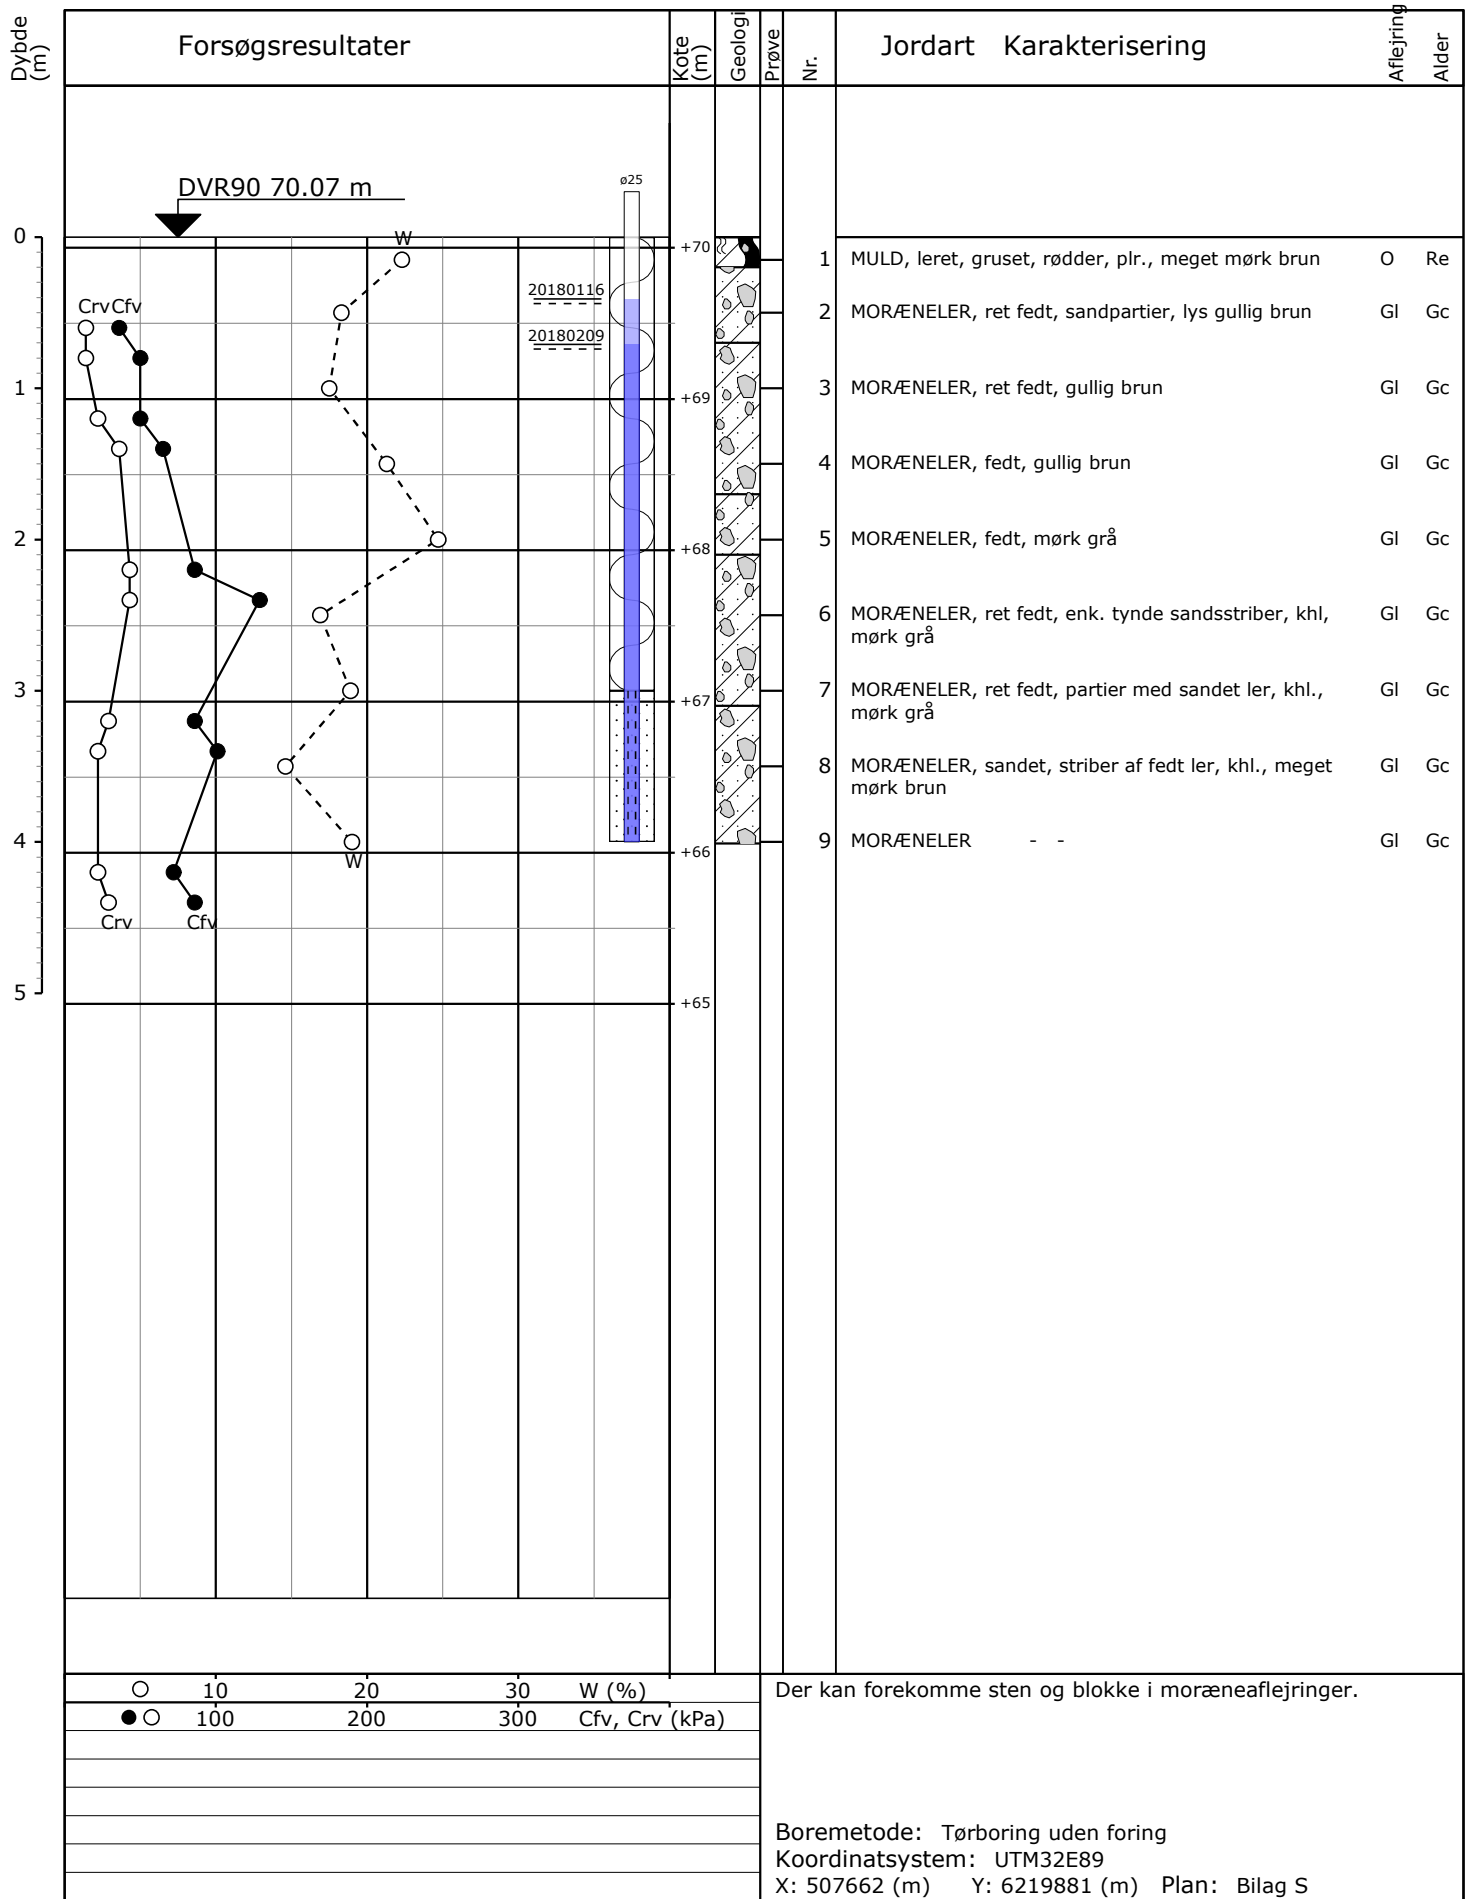 Dybde
(m)
Forsøgsresultater
Kote
(m)
Geologi
Prøve
Nr.
Jordart Karakterisering
Aflejring
Alder
DVR90 70.07 m
ø25
0
W
+70
1 MULD, leret, gruset, rødder, plr., meget mørk brun O Re
20180116
Crv Cfv
2 MORÆNELER, ret fedt, sandpartier, lys gullig brun Gl Gc
20180209
1
+69
3 MORÆNELER, ret fedt, gullig brun Gl Gc
4 MORÆNELER, fedt, gullig brun Gl Gc
2
+68
5 MORÆNELER, fedt, mørk grå Gl Gc
6 MORÆNELER, ret fedt, enk. tynde sandsstriber, khl, Gl Gc
mørk grå
3
+67
7 MORÆNELER, ret fedt, partier med sandet ler, khl., Gl Gc
mørk grå
8 MORÆNELER, sandet, striber af fedt ler, khl., meget Gl Gc
mørk brun
4
+66
W
9 MORÆNELER - - Gl Gc
Crv Cfv
5
+65
10 20 30 W (%)
100 200 300 Cfv, Crv (kPa)
Der kan forekomme sten og blokke i moræneaflejringer.
Boremetode: Tørboring uden foring
Koordinatsystem: UTM32E89
X: 507662 (m) Y: 6219881 (m) Plan: Bilag S